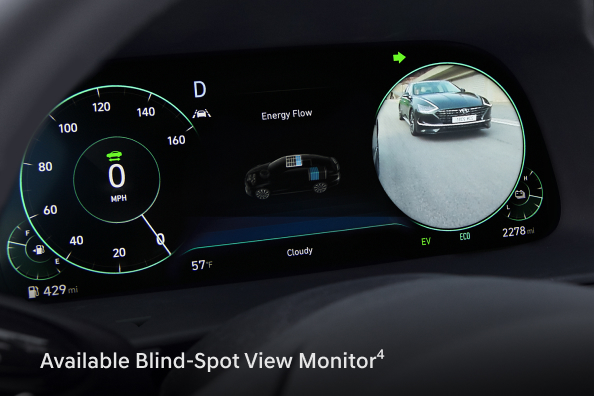 D
120
100
140
Energy Flow
160
80
0
MPH
60
H
F
40
0
L
E
20
Cloudy
EV
ECO
2278 mi
57°F
429 mi
Available Blind-Spot View Monitor4